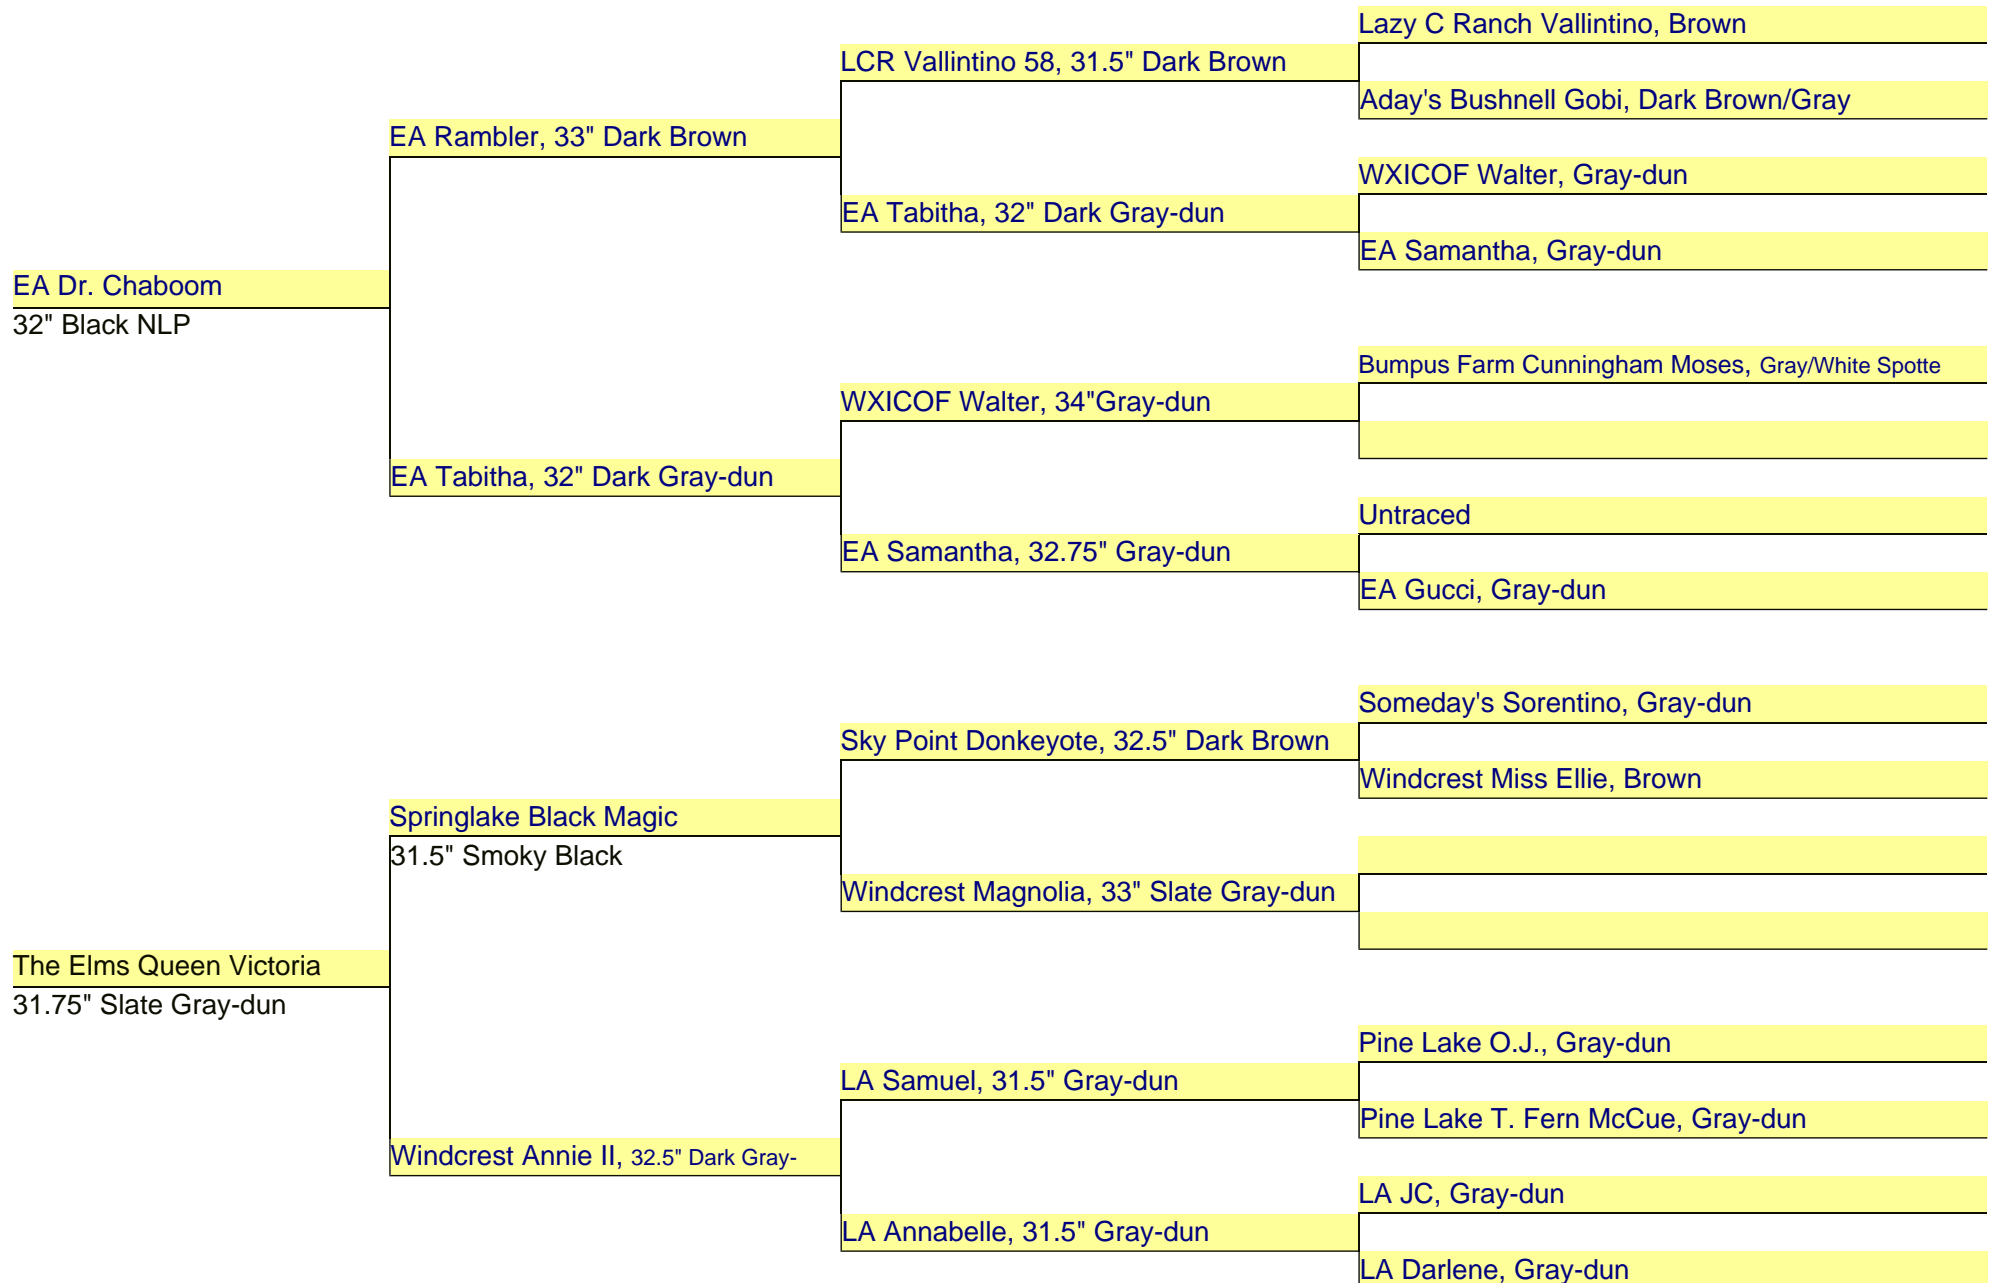 Lazy C Ranch Vallintino, Brown
LCR Vallintino 58, 31.5" Dark Brown
Aday's Bushnell Gobi, Dark Brown/Gray
EA Rambler, 33" Dark Brown
WXICOF Walter, Gray-dun
EA Tabitha, 32" Dark Gray-dun
EA Samantha, Gray-dun
EA Dr. Chaboom
32" Black NLP
Bumpus Farm Cunningham Moses, Gray/White Spotte
WXICOF Walter, 34"Gray-dun
EA Tabitha, 32" Dark Gray-dun
Untraced
EA Samantha, 32.75" Gray-dun
EA Gucci, Gray-dun
Someday's Sorentino, Gray-dun
Sky Point Donkeyote, 32.5" Dark Brown
Windcrest Miss Ellie, Brown
Springlake Black Magic
31.5" Smoky Black
Windcrest Magnolia, 33" Slate Gray-dun
The Elms Queen Victoria
31.75" Slate Gray-dun
Pine Lake O.J., Gray-dun
LA Samuel, 31.5" Gray-dun
Pine Lake T. Fern McCue, Gray-dun
Windcrest Annie II, 32.5" Dark Gray-
LA JC, Gray-dun
LA Annabelle, 31.5" Gray-dun
LA Darlene, Gray-dun